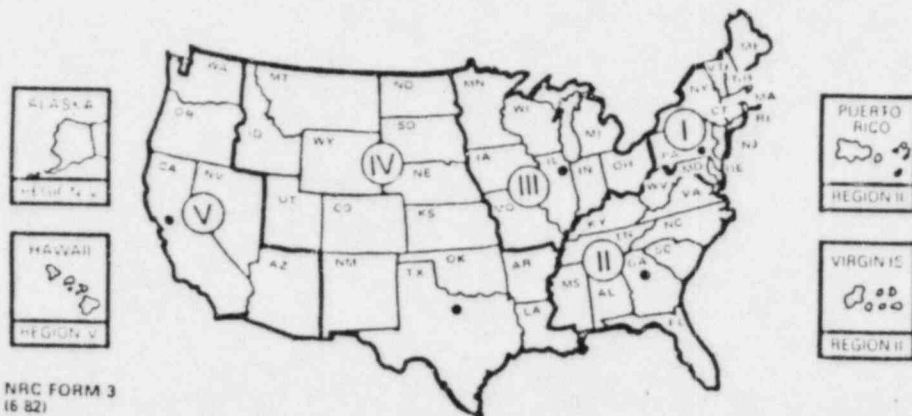 ALASKA
REGION V
HAWAII
REGION V
WA
MT
ND
MN
OR
ID
WY
SD
WI
MI
IV
CA
NV
UT
CO
NE
KS
IA
IL
IN
OH
III
MO
V
AZ
NM
TX
OK
AR
LA
KY
TN
II
MS
AL
GA
SC
NC
VA
WV
FL
ME
NY
CT
MA
RI
I
PA
NJ
MD
DE
PUERTO
RICO
REGION II
VIRGIN IS
REGION II
NRC FORM 3
(6 82)